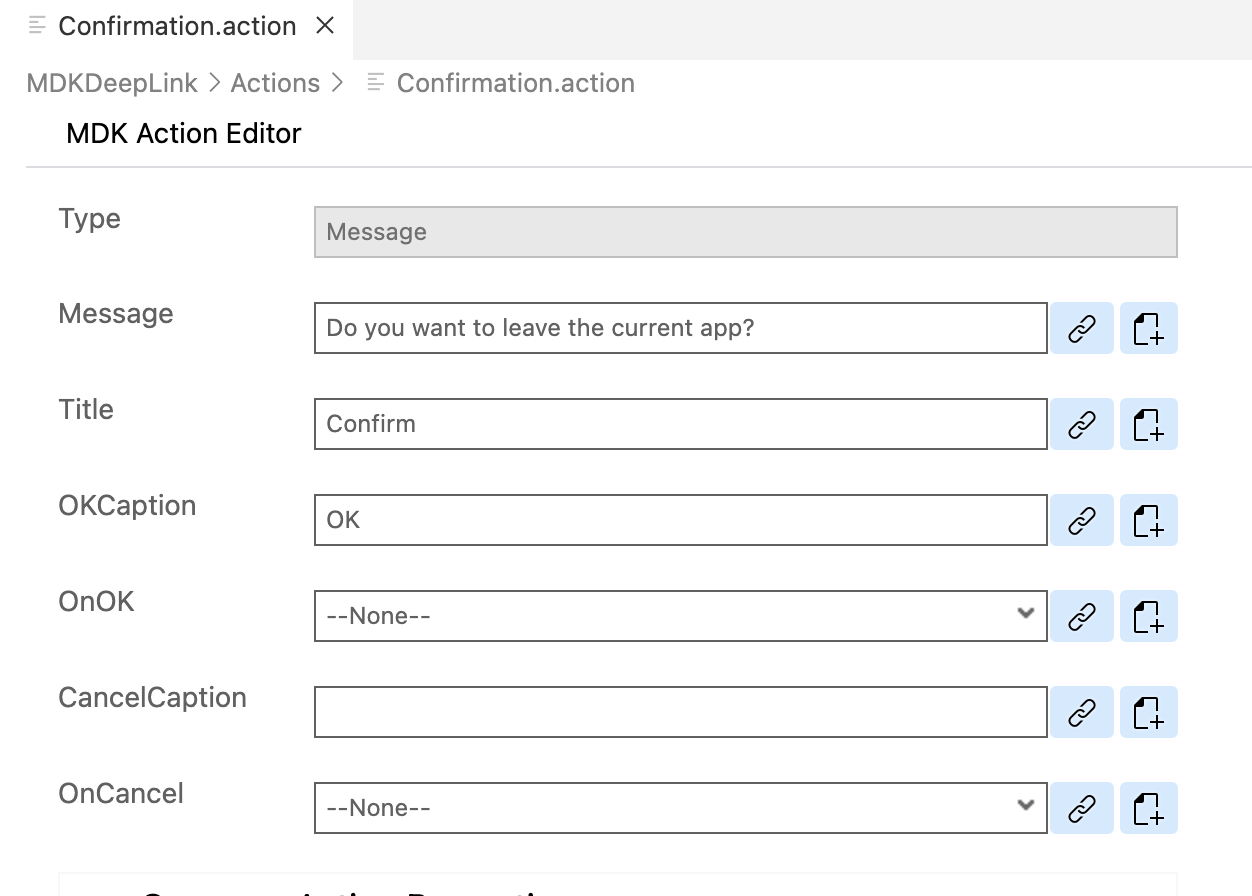 Confirmation.action
MDKDeepLink > Actions > Confirmation.action
MDK Action Editor
Type
Message
Message
Do you want to leave the current app?
Title
Confirm
OKCaption
OK
OnOK
--None--
CancelCaption
OnCancel
--None--